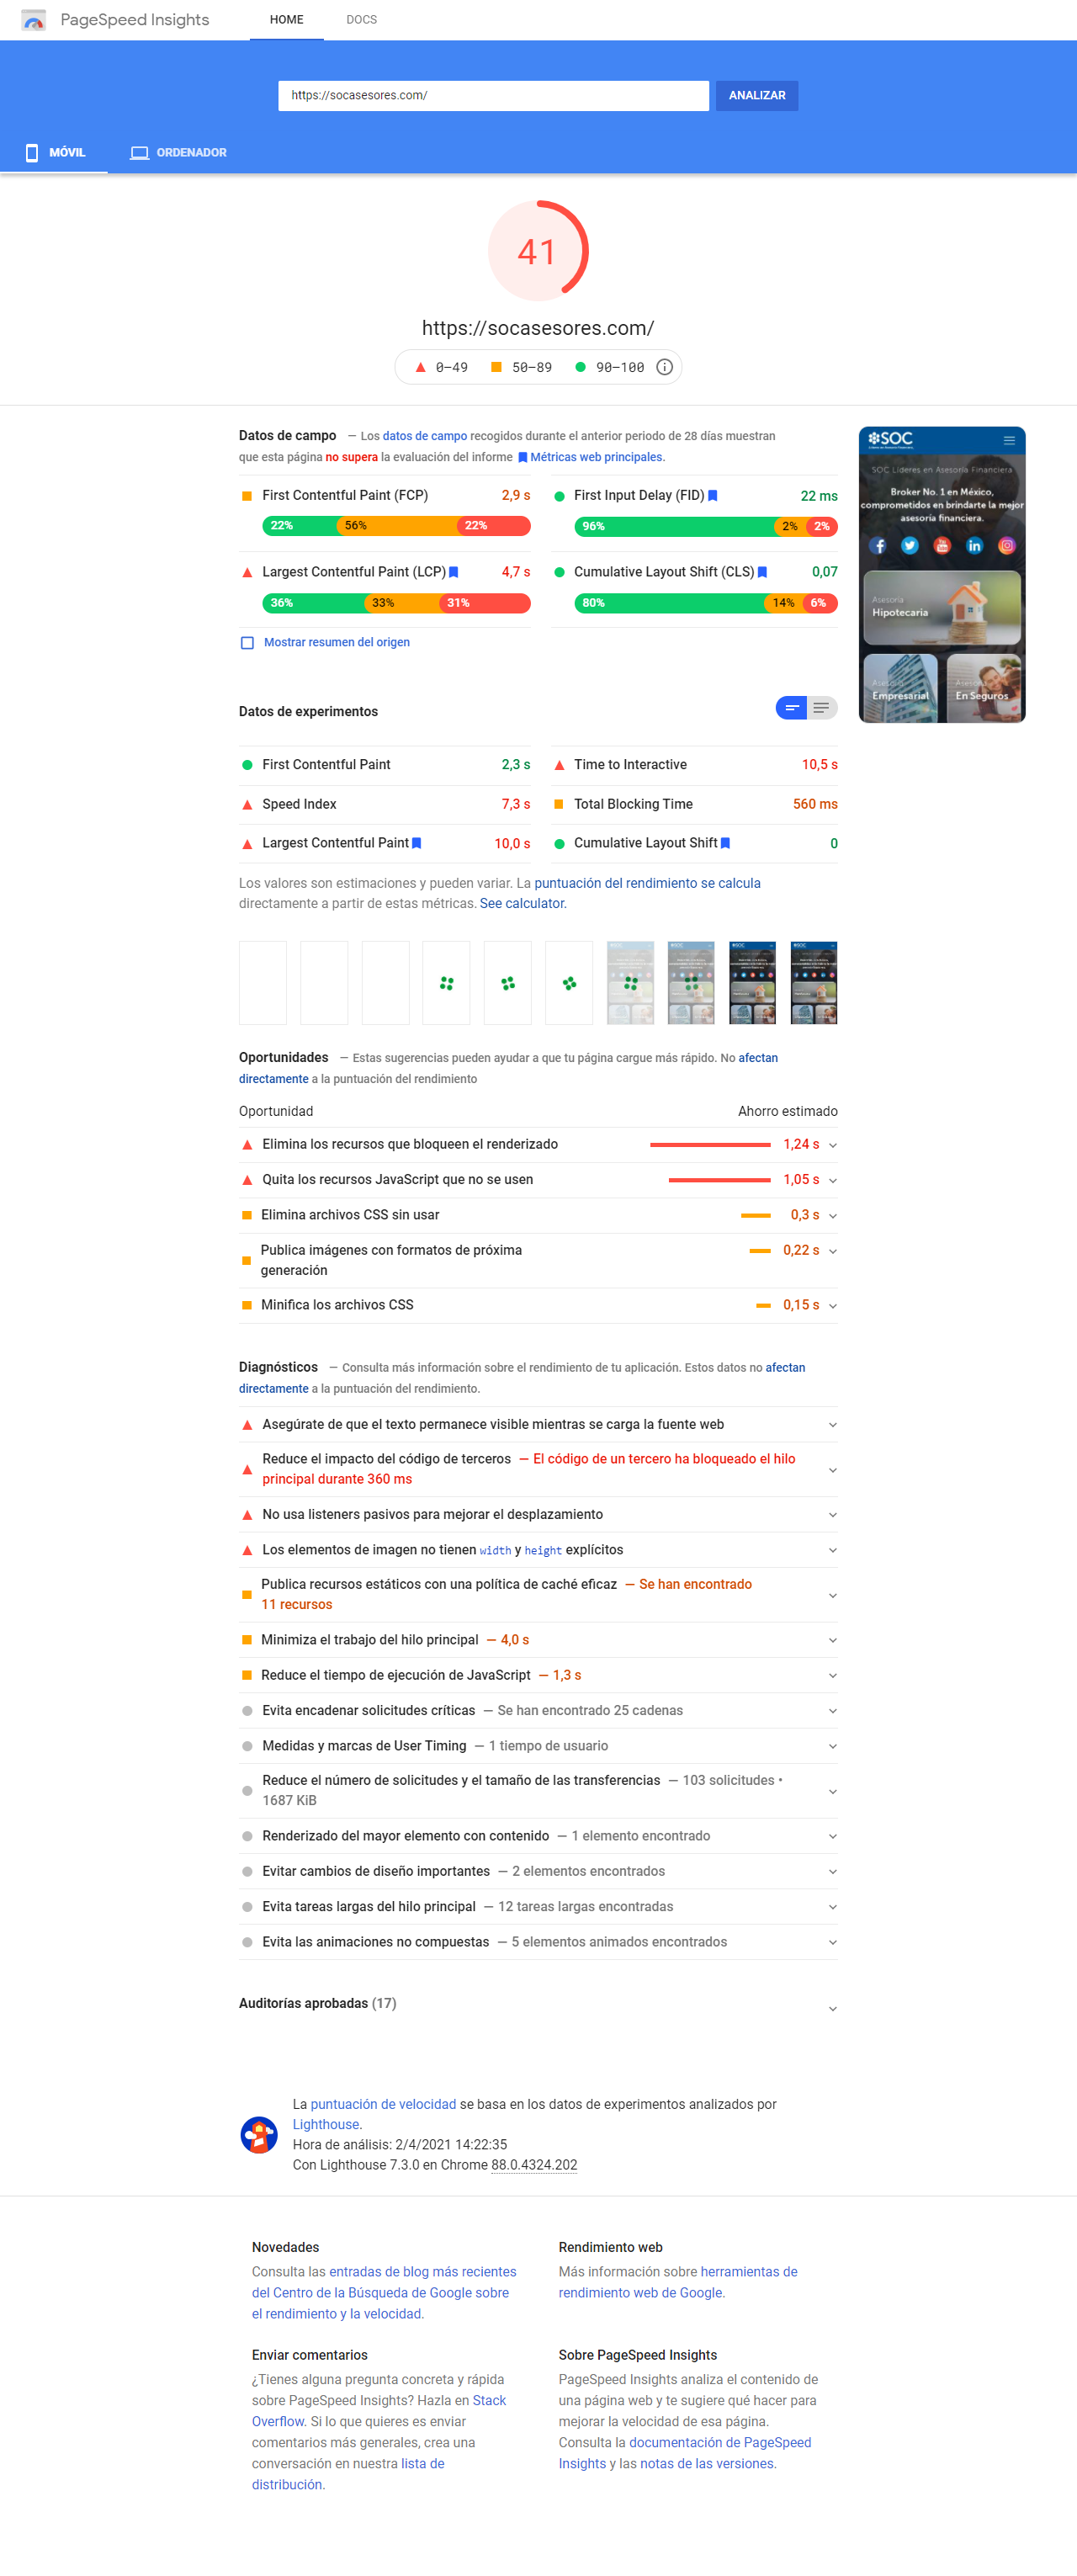 PageSpeed Insights
HOME
DOCS
https://socasesores.com/
ANALIZAR
MÓVIL
ORDENADOR
41
https://socasesores.com/
0–49
50–89
90–100
Datos de campo — Los datos de campo recogidos durante el anterior periodo de 28 días muestran
que esta página no supera la evaluación del informe Métricas web principales.
First Contentful Paint (FCP) 2,9 s
22% 56% 22%
First Input Delay (FID) 22 ms
96% 2% 2%
Largest Contentful Paint (LCP) 4,7 s
36% 33% 31%
Cumulative Layout Shift (CLS) 0,07
80% 14% 6%
Mostrar resumen del origen
SOC
SOC Líderes en Asesoría Financiera
Broker No. 1 en México,
comprometidos en brindarte la mejor
asesoría financiera.
Asesoría
Hipotecaria
Asesoría
Empresarial
Asesoría
En Seguros
Datos de experimentos
First Contentful Paint 2,3 s
Time to Interactive 10,5 s
Speed Index 7,3 s
Total Blocking Time 560 ms
Largest Contentful Paint 10,0 s
Cumulative Layout Shift 0
Los valores son estimaciones y pueden variar. La puntuación del rendimiento se calcula
directamente a partir de estas métricas. See calculator.
Oportunidades — Estas sugerencias pueden ayudar a que tu página cargue más rápido. No afectan
directamente a la puntuación del rendimiento
Oportunidad Ahorro estimado
Elimina los recursos que bloqueen el renderizado 1,24 s
Quita los recursos JavaScript que no se usen 1,05 s
Elimina archivos CSS sin usar 0,3 s
Publica imágenes con formatos de próxima
generación 0,22 s
Minifica los archivos CSS 0,15 s
Diagnósticos — Consulta más información sobre el rendimiento de tu aplicación. Estos datos no afectan
directamente a la puntuación del rendimiento.
Asegúrate de que el texto permanece visible mientras se carga la fuente web
Reduce el impacto del código de terceros — El código de un tercero ha bloqueado el hilo
principal durante 360 ms
No usa listeners pasivos para mejorar el desplazamiento
Los elementos de imagen no tienen width y height explícitos
Publica recursos estáticos con una política de caché eficaz — Se han encontrado
11 recursos
Minimiza el trabajo del hilo principal — 4,0 s
Reduce el tiempo de ejecución de JavaScript — 1,3 s
Evita encadenar solicitudes críticas — Se han encontrado 25 cadenas
Medidas y marcas de User Timing — 1 tiempo de usuario
Reduce el número de solicitudes y el tamaño de las transferencias — 103 solicitudes •
1687 KiB
Renderizado del mayor elemento con contenido — 1 elemento encontrado
Evitar cambios de diseño importantes — 2 elementos encontrados
Evita tareas largas del hilo principal — 12 tareas largas encontradas
Evita las animaciones no compuestas — 5 elementos animados encontrados
Auditorías aprobadas (17)
La puntuación de velocidad se basa en los datos de experimentos analizados por
Lighthouse.
Hora de análisis: 2/4/2021 14:22:35
Con Lighthouse 7.3.0 en Chrome 88.0.4324.202
Novedades
Consulta las entradas de blog más recientes
del Centro de la Búsqueda de Google sobre
el rendimiento y la velocidad.
Rendimiento web
Más información sobre herramientas de
rendimiento web de Google.
Enviar comentarios
¿Tienes alguna pregunta concreta y rápida
sobre PageSpeed Insights? Hazla en Stack
Overflow. Si lo que quieres es enviar
comentarios más generales, crea una
conversación en nuestra lista de
distribución.
Sobre PageSpeed Insights
PageSpeed Insights analiza el contenido de
una página web y te sugiere qué hacer para
mejorar la velocidad de esa página.
Consulta la documentación de PageSpeed
Insights y las notas de las versiones.